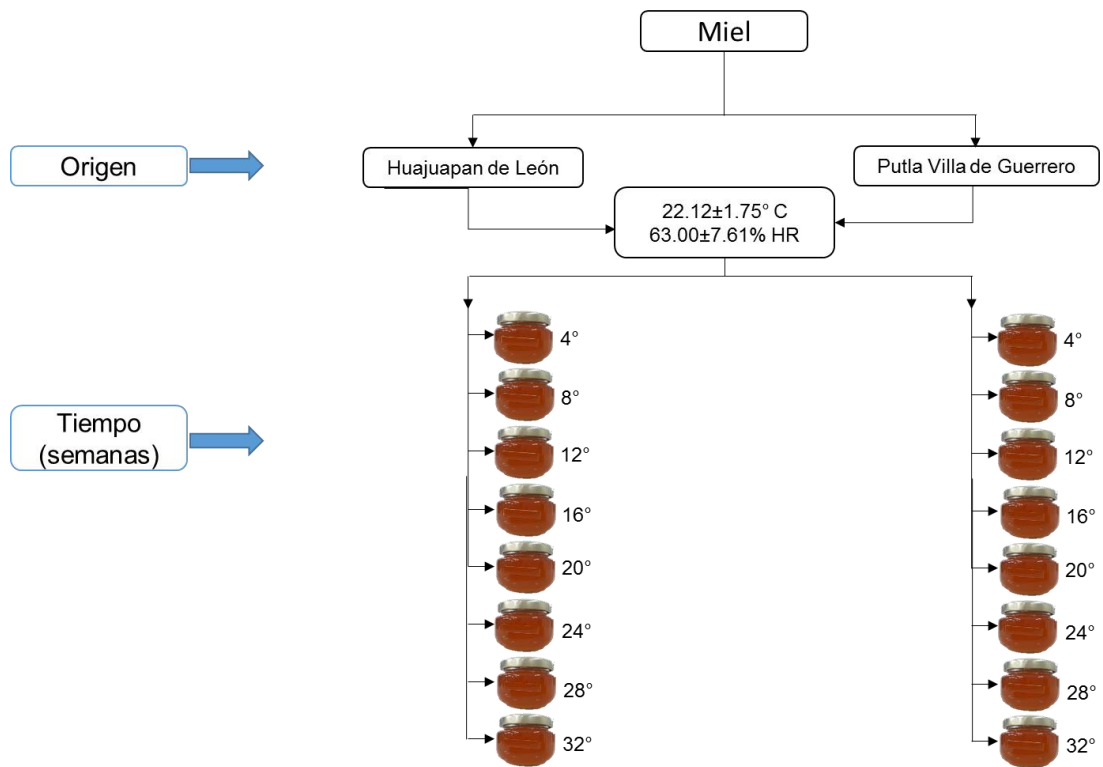 Miel
Origen
Huajuapan de León
Putla Villa de Guerrero
22.12±1.75° C
63.00±7.61% HR
Tiempo
(semanas)
4°
8°
12°
16°
20°
24°
28°
32°
4°
8°
12°
16°
20°
24°
28°
32°